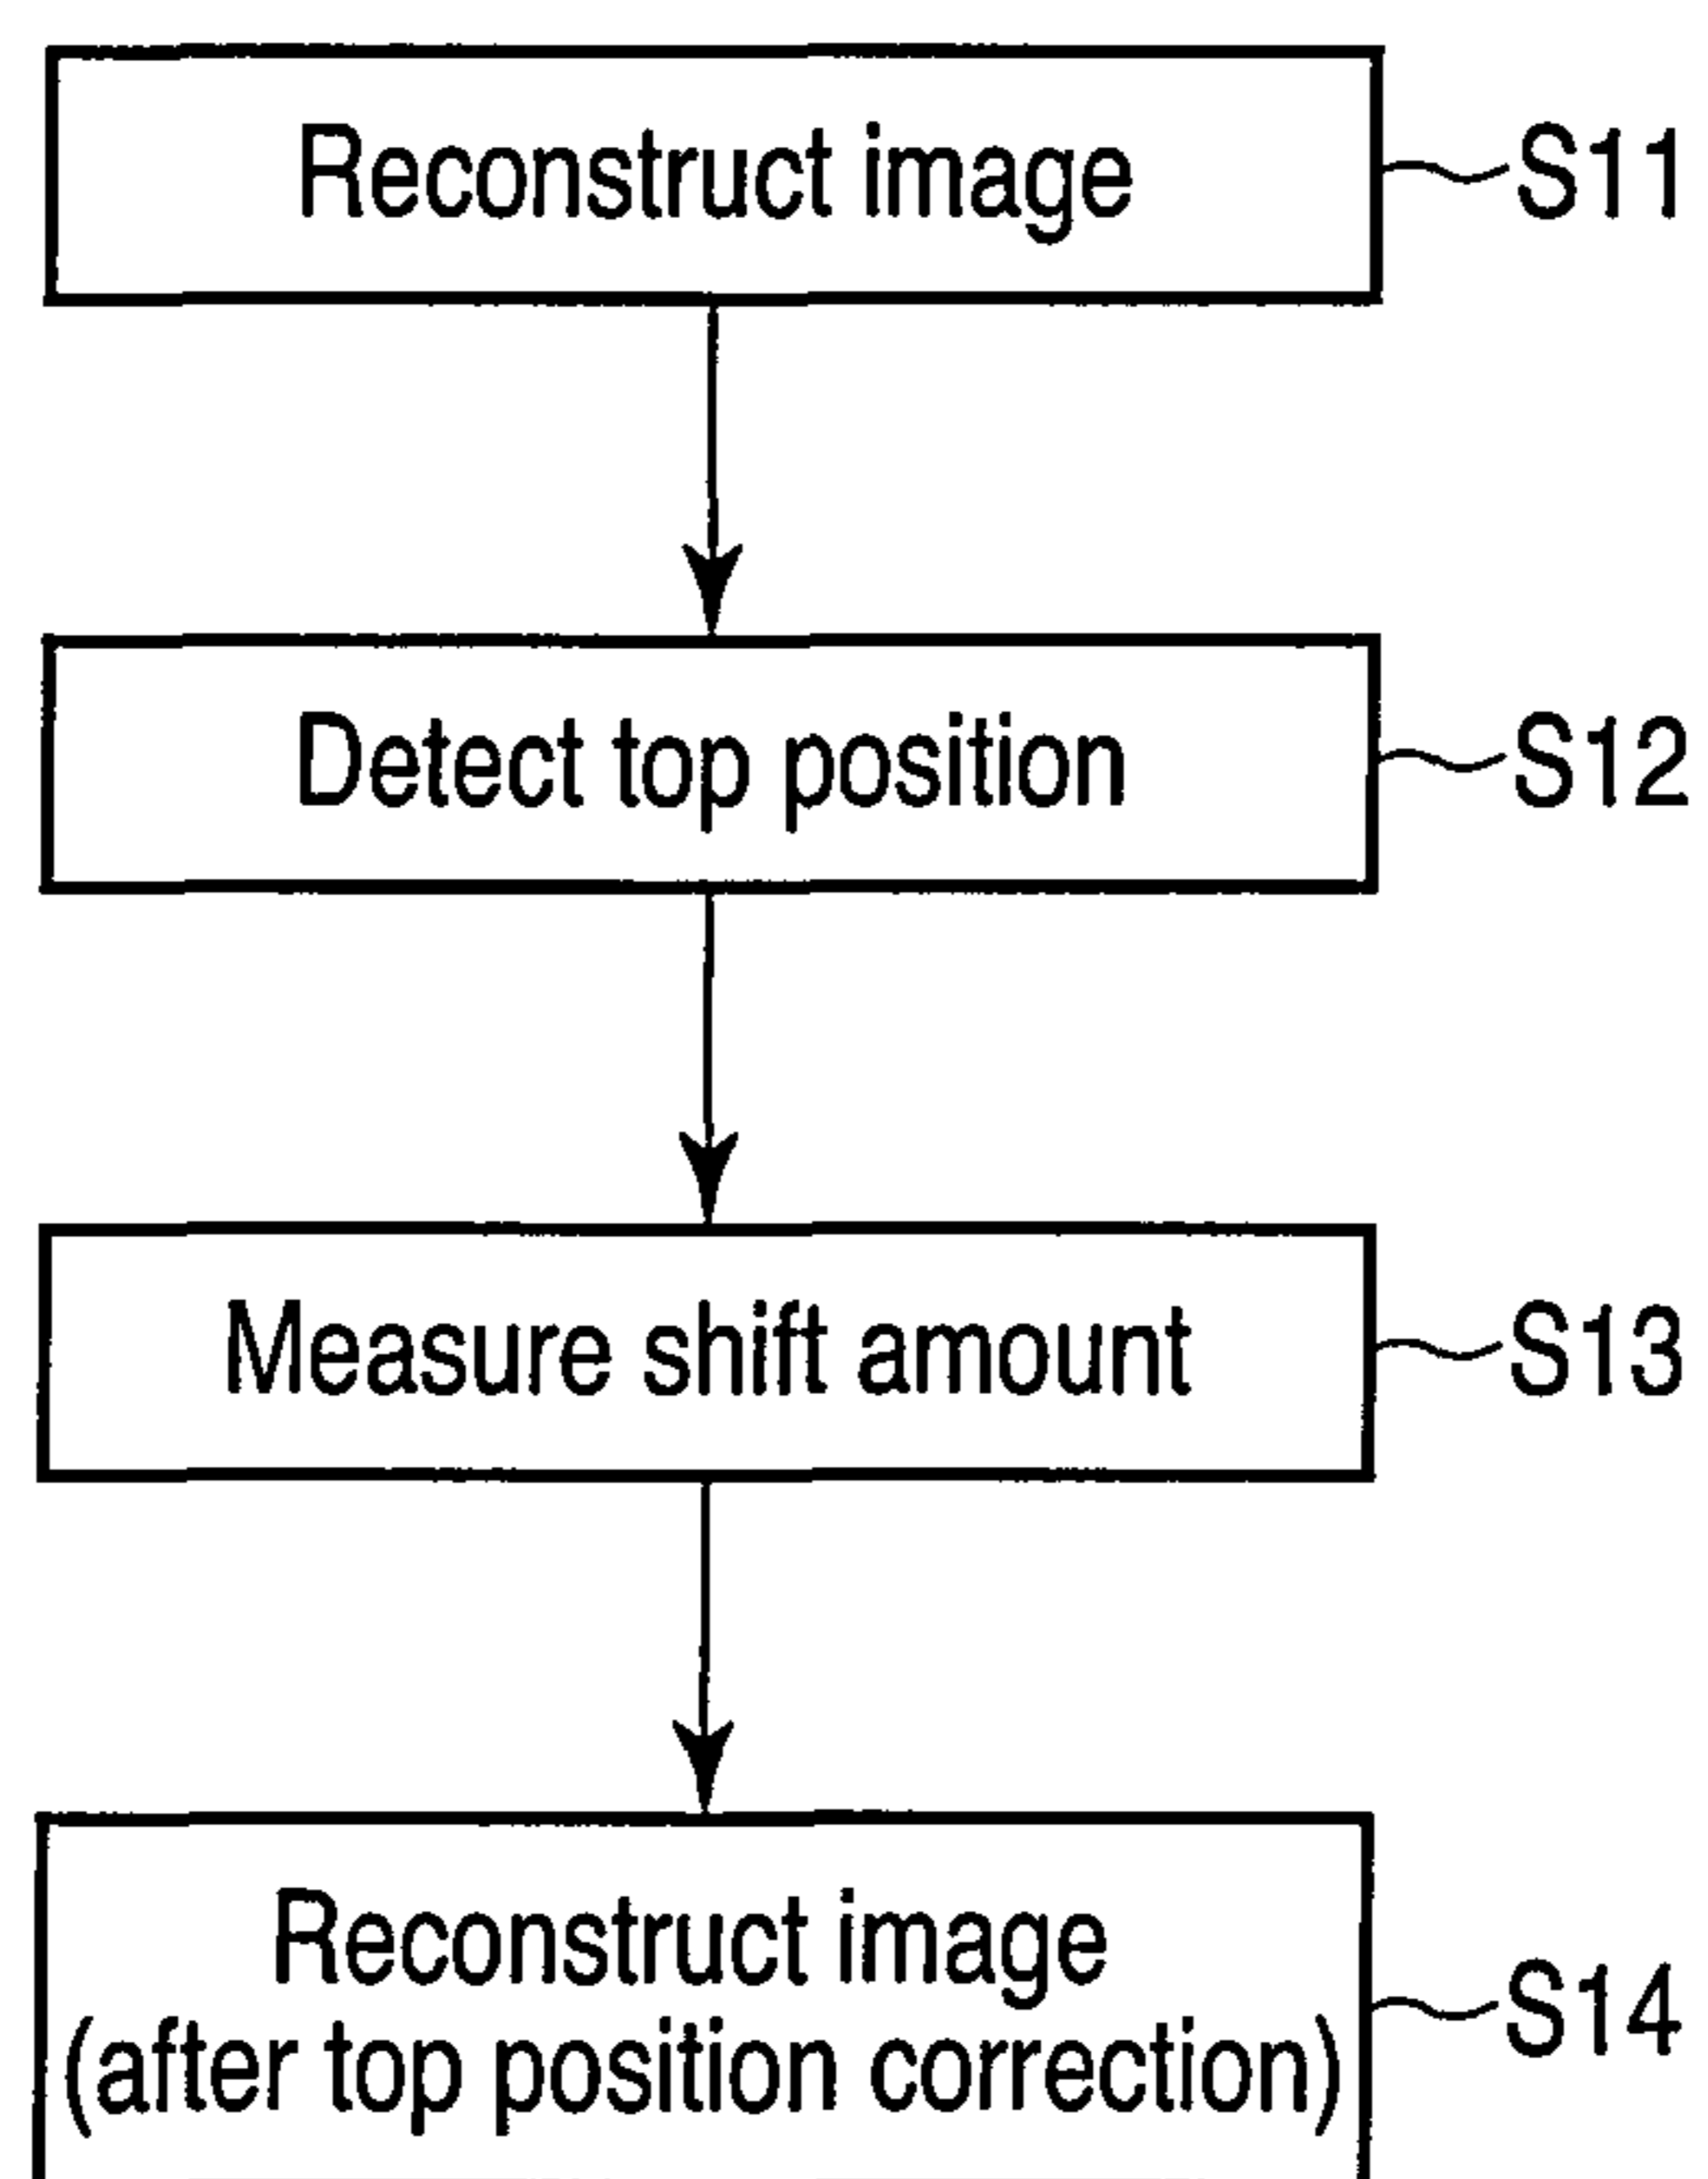 Reconstruct image
S11
Detect top position
S12
Measure shift amount
S13
Reconstruct image
(after top position correction)
S14